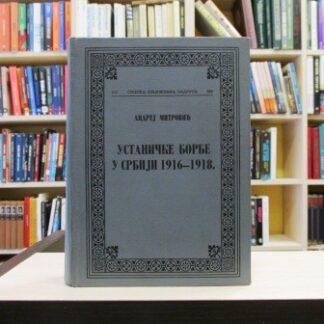 СРПСКА КЊИЖЕВНА ЗАДРУГА
АНДРЕЈ МИТРОВИЋ
УСТАНИЧКЕ БОРБЕ
У СРБИЈИ 1916—1918.